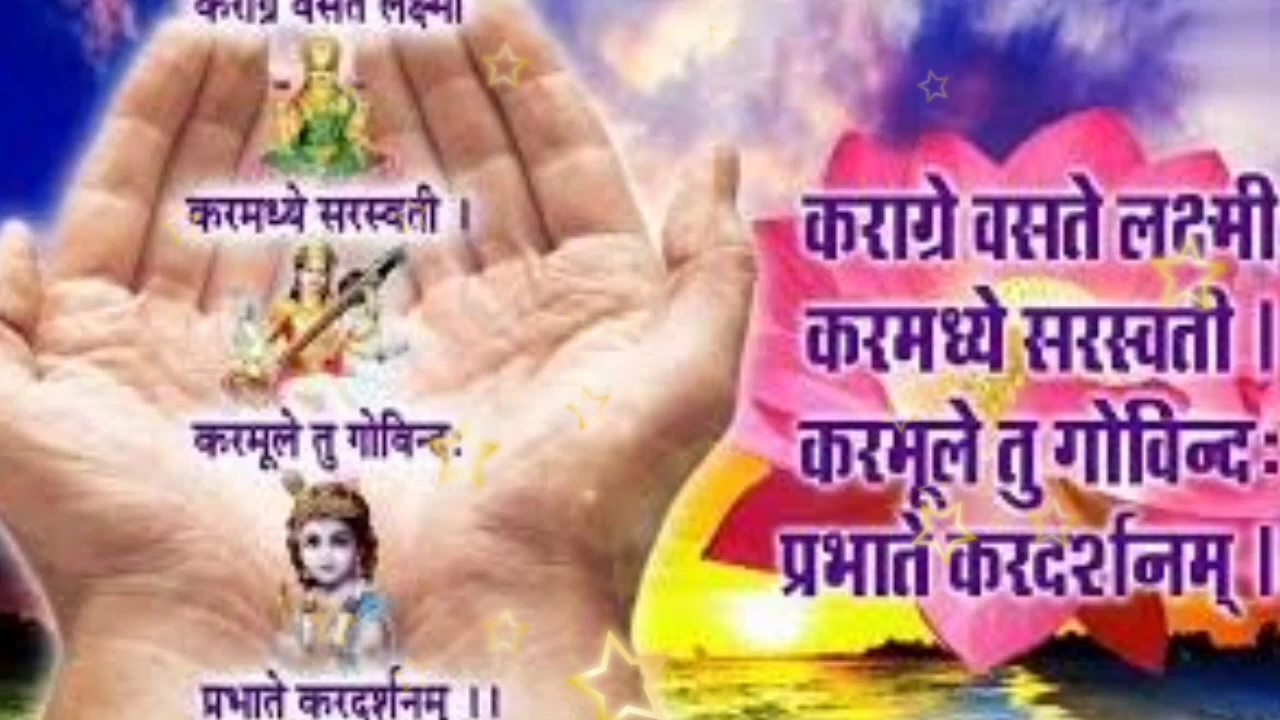 कराग्रे वसते लक्ष्मी
करमध्ये सरस्वती ।
करमूले तु गोविन्दः
प्रभाते करदर्शनम् ।।
कराग्रे वसते लक्ष्मी
करमध्ये सरस्वती ।
करमूले तु गोविन्दः
प्रभाते करदर्शनम् ।